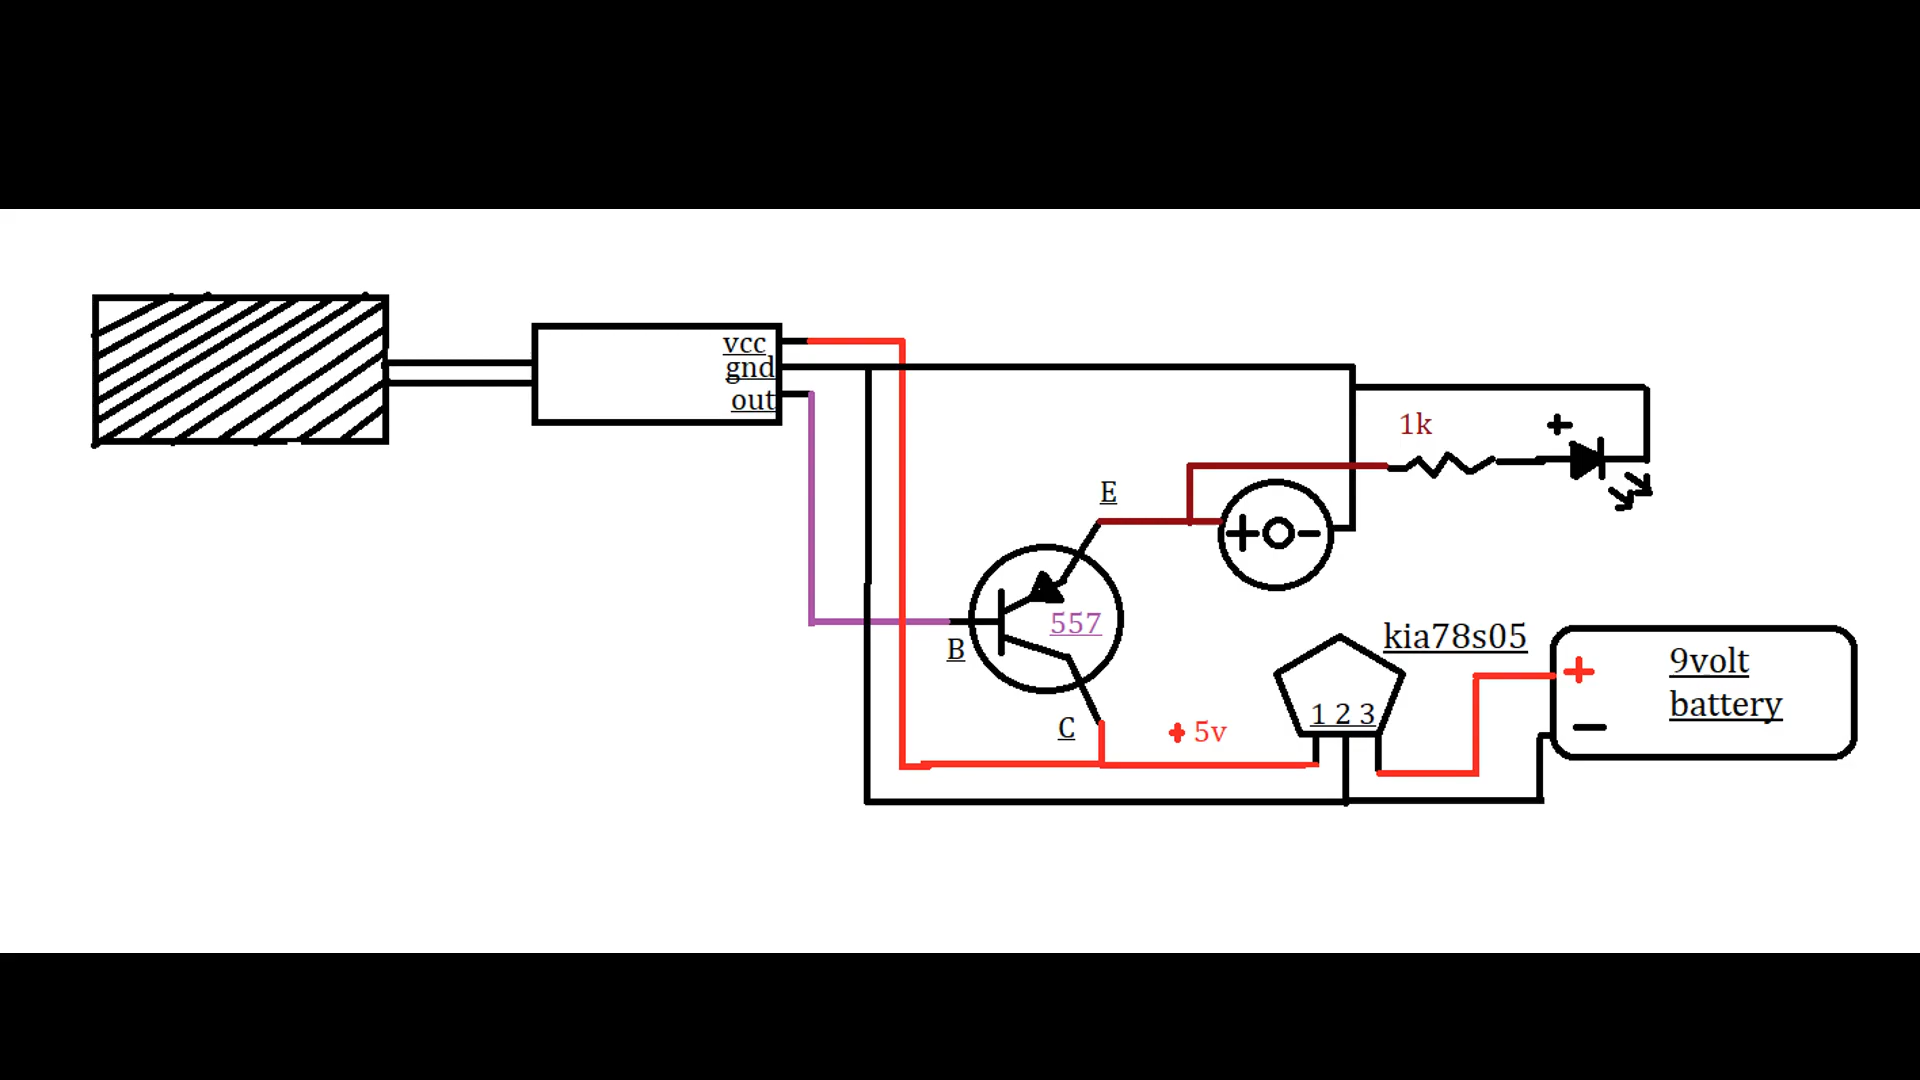 vcc
gnd
out
1k
+
E
+ -
557
B
C
+ 5v
kia78s05
1 2 3
+
9volt
battery
-